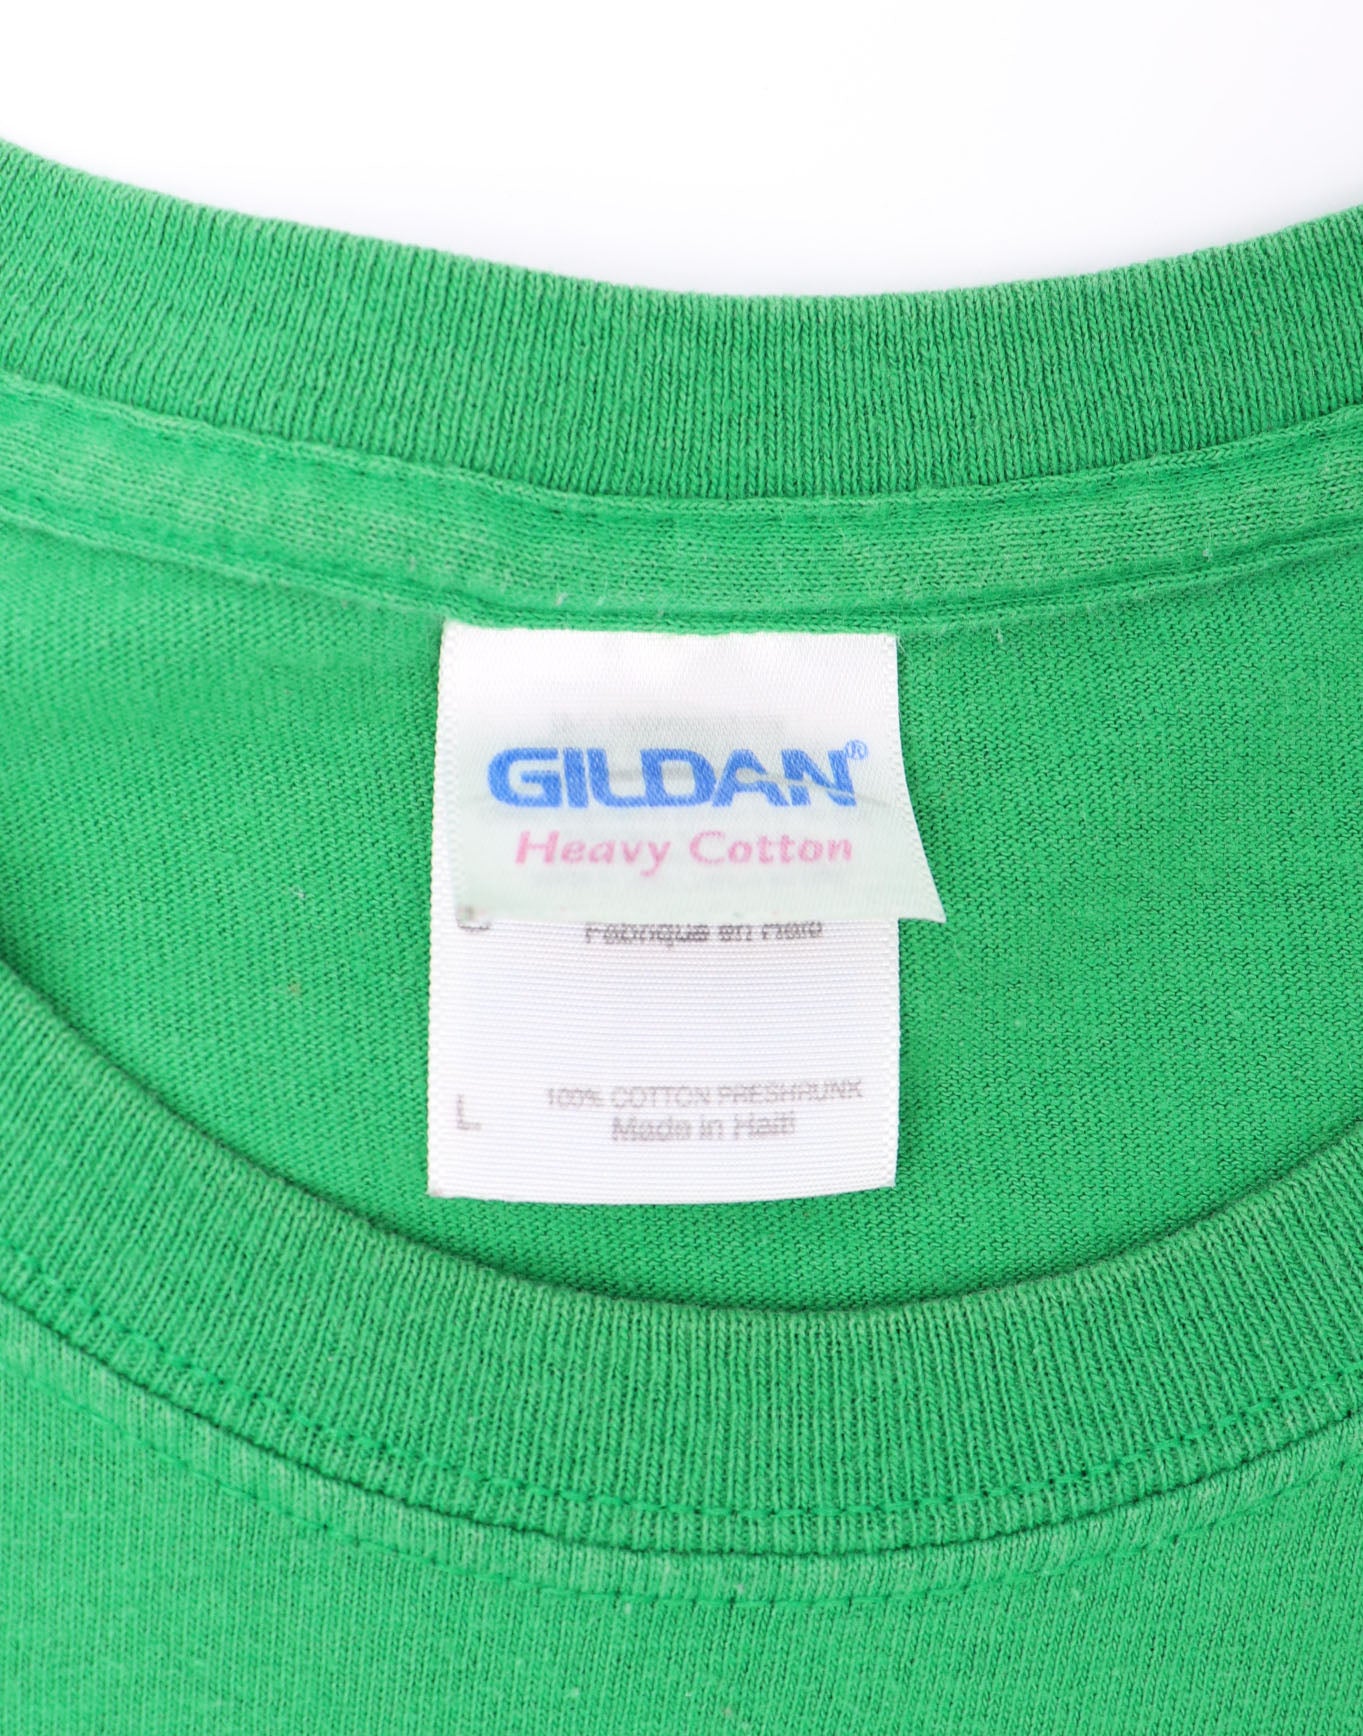 GILDAN®
Heavy Cotton
Fabriqué en Haïti
100% COTTON PRESHRUNK
L Made in Haiti